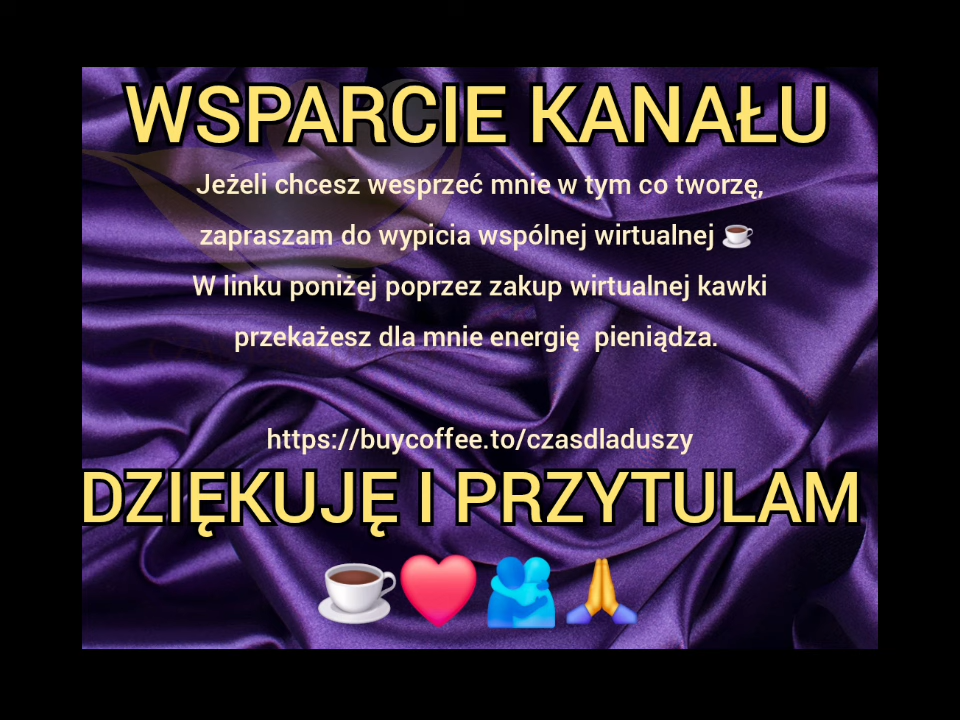 WSPARCIE KANAŁU
Jeżeli chcesz wesprzeć mnie w tym co tworzę,
zapraszam do wypicia wspólnej wirtualnej ☕
W linku poniżej poprzez zakup wirtualnej kawki
przekażesz dla mnie energię  pieniądza.
https://buycoffee.to/czasdladuszy
DZIĘKUJĘ I PRZYTULAM
☕❤️🫂🙏